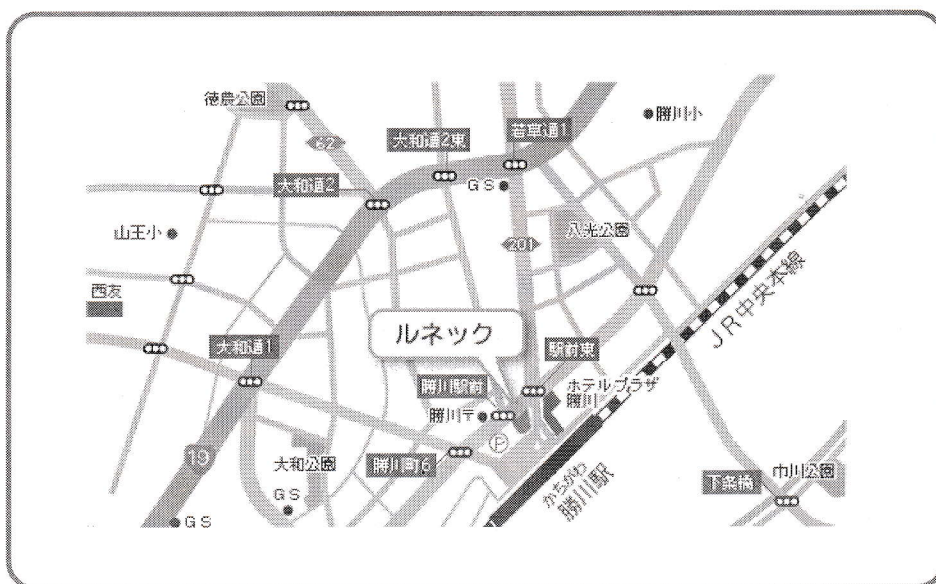 徳農公園
62
大和通2東
若草通1
勝川小
GS
大和通2
山王小
201
八光公園
西友
JR中央本線
ルネック
大和通1
駅前東
ホテルプラザ
勝川
勝川駅前
勝川〒
P
19
大和公園
勝川町6
かちがわ
勝川駅
下条橋
巾川公園
GS
GS